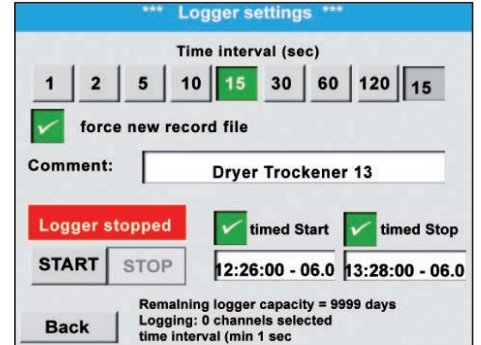 *** Logger settings ***
Time interval (sec)
1 2 5 10 15 30 60 120 15
force new record file
Comment: Dryer Trockener 13
Logger stopped timed Start timed Stop
START STOP 12:26:00 - 06.0 13:28:00 - 06.0
Remaining logger capacity = 9999 days
Back Logging: 0 channels selected
time interval (min 1 sec